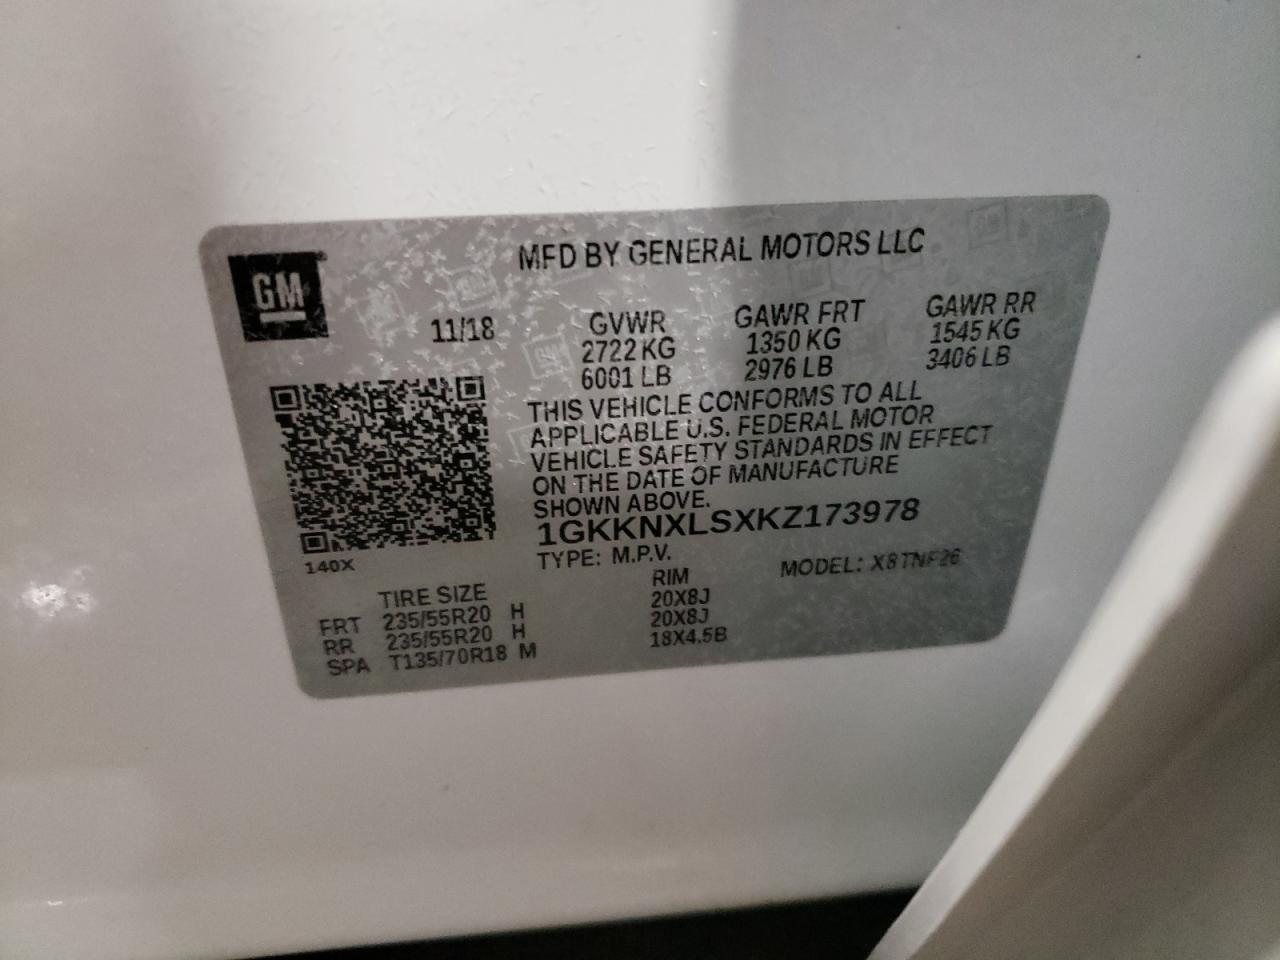 MFD BY GENERAL MOTORS LLC
GM
11/18
GVWR GAWR FRT GAWR RR
2722 KG 1350 KG 1545 KG
6001 LB 2976 LB 3406 LB
THIS VEHICLE CONFORMS TO ALL
APPLICABLE U.S. FEDERAL MOTOR
VEHICLE SAFETY STANDARDS IN EFFECT
ON THE DATE OF MANUFACTURE
SHOWN ABOVE.
1GKKNXLSXKZ173978
140X
TYPE: M.P.V. MODEL: X8TNF26
TIRE SIZE RIM
FRT 235/55R20 H 20X8J
RR 235/55R20 H 20X8J
SPA T135/70R18 M 18X4.5B